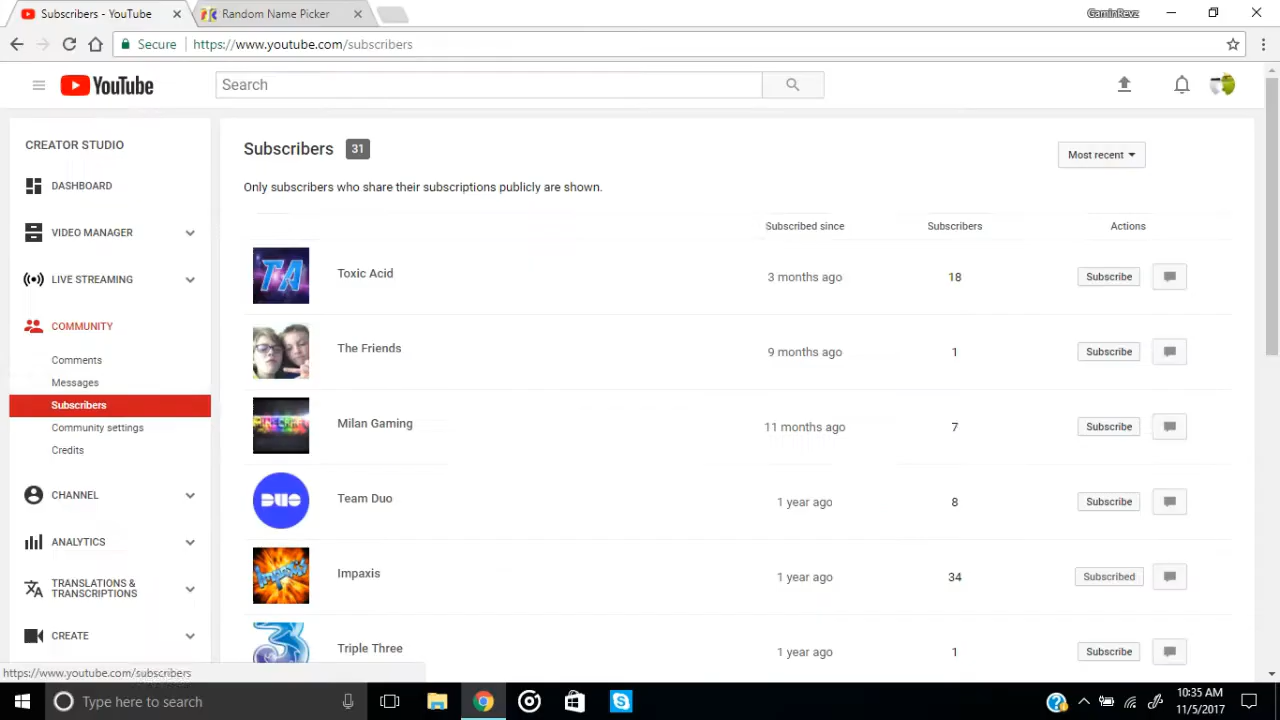 Subscribers - YouTube
Random Name Picker
GaminRevz
Secure
https://www.youtube.com/subscribers
YouTube
Search
CREATOR STUDIO
DASHBOARD
VIDEO MANAGER
LIVE STREAMING
COMMUNITY
Comments
Messages
Subscribers
Community settings
Credits
CHANNEL
ANALYTICS
TRANSLATIONS &
TRANSCRIPTIONS
CREATE
Subscribers 31
Most recent
Only subscribers who share their subscriptions publicly are shown.
Subscribed since Subscribers Actions
TA Toxic Acid 3 months ago 18 Subscribe
The Friends 9 months ago 1 Subscribe
Milan Gaming 11 months ago 7 Subscribe
DUO Team Duo 1 year ago 8 Subscribe
Impaxis Impaxis 1 year ago 34 Subscribed
3 Triple Three 1 year ago 1 Subscribe
https://www.youtube.com/subscribers
Type here to search
10:35 AM
11/5/2017